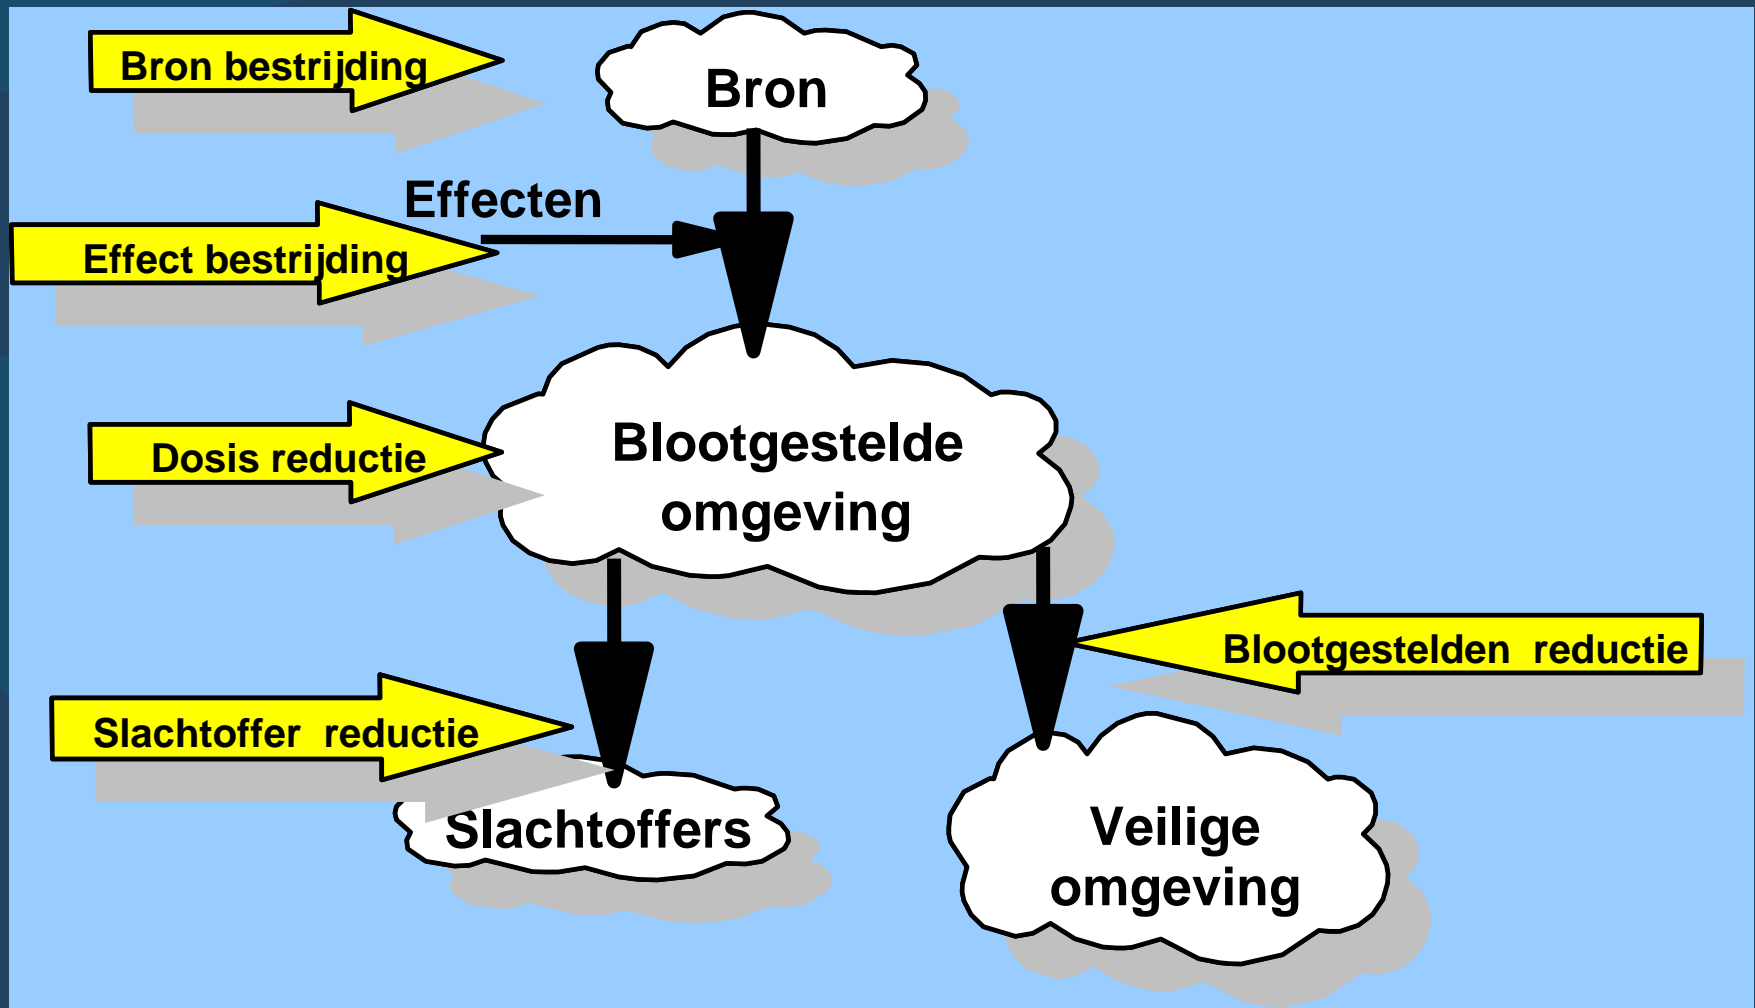 Bron bestrijding
Bron
Effecten
Effect bestrijding
Blootgestelde
omgeving
Dosis reductie
Blootgestelden reductie
Slachtoffer reductie
Slachtoffers
Veilige
omgeving